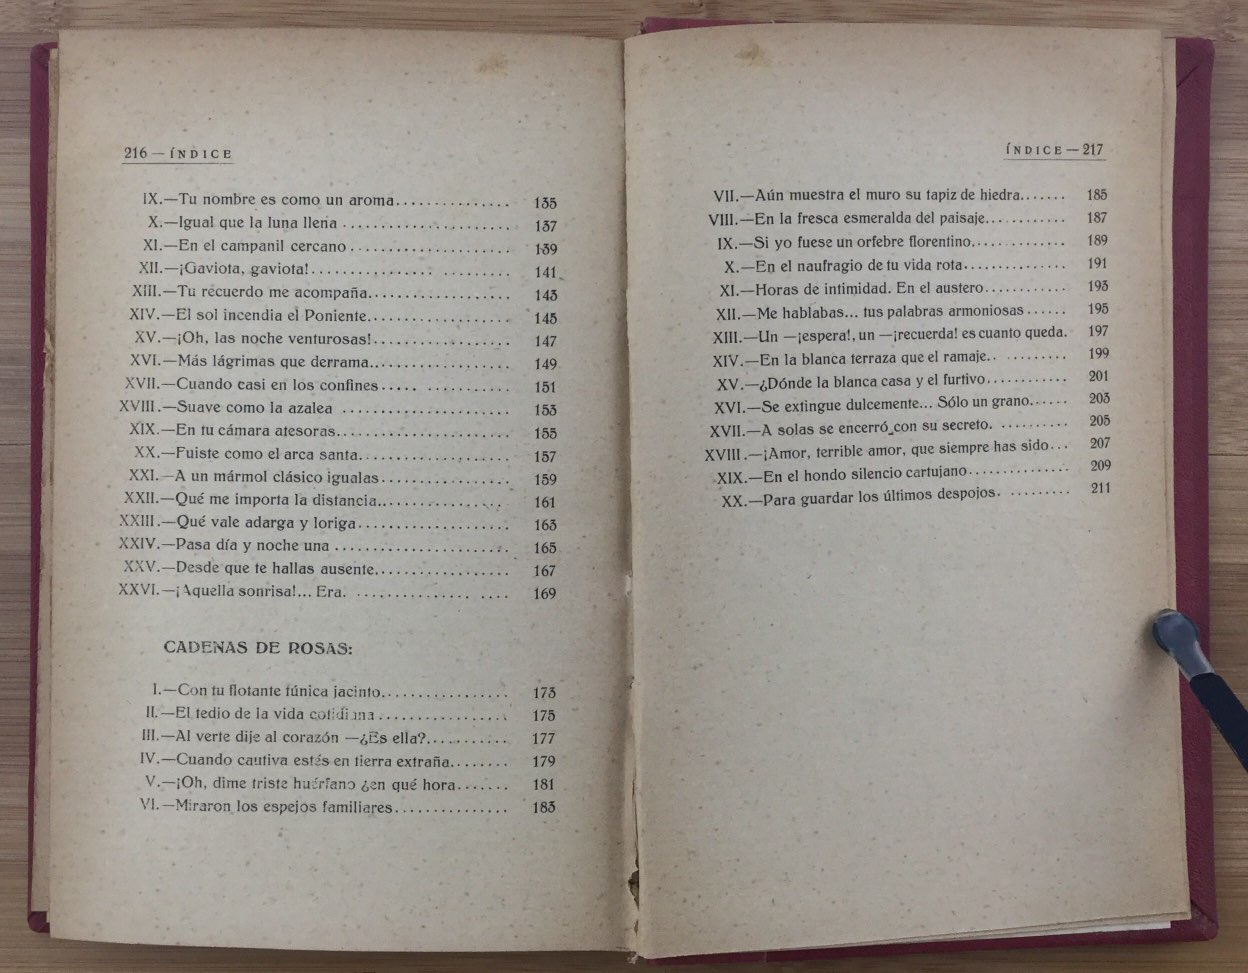 216 — ÍNDICE
IX.—Tu nombre es como un aroma.............. 135
X.—Igual que la luna llena .................... 137
XI.—En el campanil cercano .................... 139
XII.—¡Gaviota, gaviota!........................ 141
XIII.—Tu recuerdo me acompaña.................. 143
XIV.—El sol incendia el Poniente................ 145
XV.—¡Oh, las noche venturosas!................. 147
XVI.—Más lágrimas que derrama.................. 149
XVII.—Cuando casi en los confines..... ......... 151
XVIII.—Suave como la azalea .................... 153
XIX.—En tu cámara atesoras..................... 155
XX.—Fuiste como el arca santa.................. 157
XXI.—A un mármol clásico igualas............... 159
XXII.—Qué me importa la distancia.............. 161
XXIII.—Qué vale adarga y loriga................ 163
XXIV.—Pasa día y noche una .................... 165
XXV.—Desde que te hallas ausente............... 167
XXVI.—¡Aquella sonrisa!... Era. .............. .... 169
CADENAS DE ROSAS:
I.—Con tu flotante túnica jacinto............... 173
II.—El tedio de la vida cotidiana ................ 175
III.—Al verte dije al corazón —¿Es ella?........... 177
IV.—Cuando cautiva estés en tierra extraña........ 179
V.—¡Oh, dime triste huérfano ¿en qué hora....... 181
VI.—Miraron los espejos familiares.............. 183
ÍNDICE — 217
VII.—Aún muestra el muro su tapiz de hiedra....... 185
VIII.—En la fresca esmeralda del paisaje........... 187
IX.—Si yo fuese un orfebre florentino............. 189
X.—En el naufragio de tu vida rota.............. 191
XI.—Horas de intimidad. En el austero............ 193
XII.—Me hablabas... tus palabras armoniosas ...... 195
XIII.—Un —¡espera!, un —¡recuerda! es cuanto queda. 197
XIV.—En la blanca terraza que el ramaje.. ......... 199
XV.—¿Dónde la blanca casa y el furtivo........... 201
XVI.—Se extingue dulcemente... Sólo un grano...... 203
XVII.—A solas se encerró con su secreto. .......... 205
XVIII.—¡Amor, terrible amor, que siempre has sido... 207
XIX.—En el hondo silencio cartujano.............. 209
XX.—Para guardar los últimos despojos. ......... 211